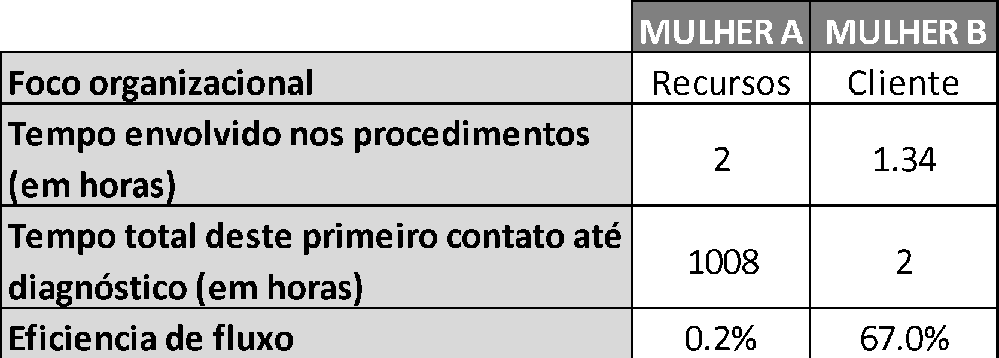 MULHER A MULHER B
Foco organizacional Recursos Cliente
Tempo envolvido nos procedimentos
(em horas) 2 1.34
Tempo total deste primeiro contato até
diagnóstico (em horas) 1008 2
Eficiencia de fluxo 0.2% 67.0%